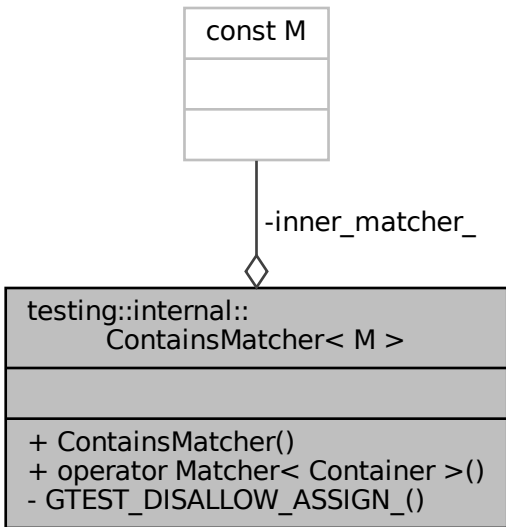 const M
-inner_matcher_
testing::internal::
ContainsMatcher< M >
+ ContainsMatcher()
+ operator Matcher< Container >()
- GTEST_DISALLOW_ASSIGN_()